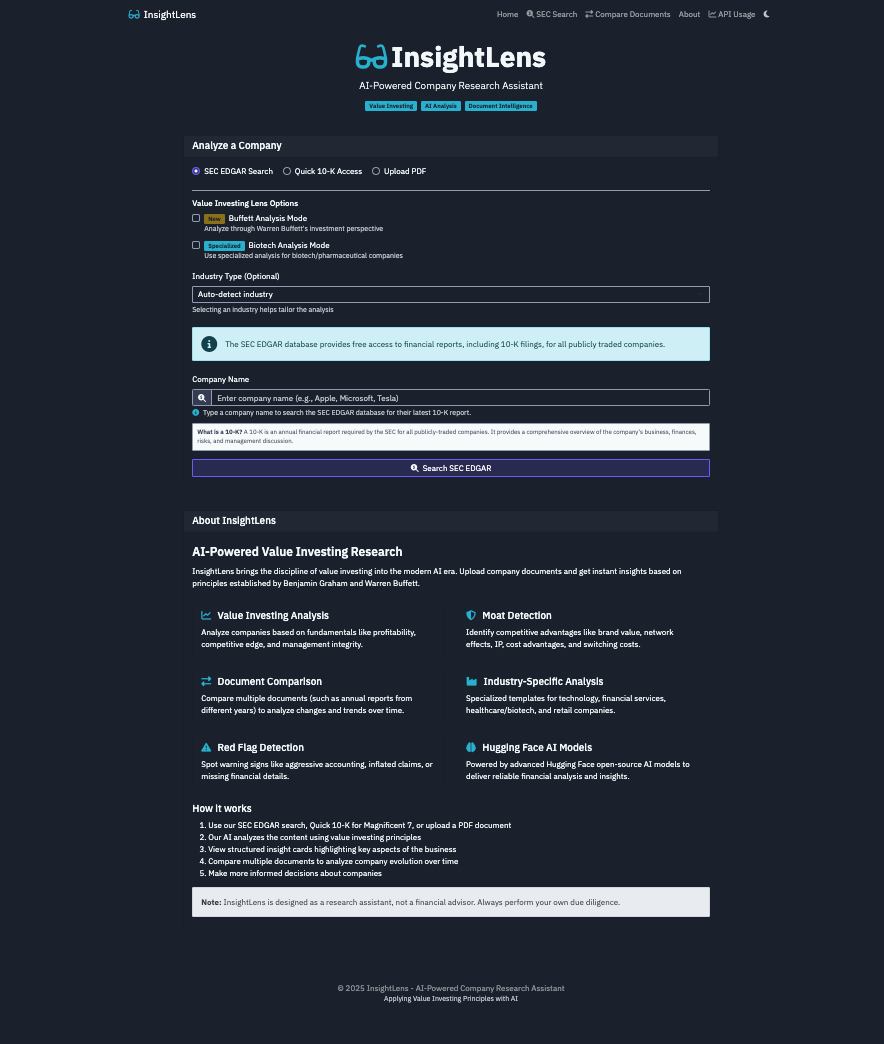 InsightLens
Home SEC Search Compare Documents About API Usage
InsightLens
AI-Powered Company Research Assistant
Value Investing AI Analysis Document Intelligence
Analyze a Company
SEC EDGAR Search Quick 10-K Access Upload PDF
Value Investing Lens Options
New Buffett Analysis Mode
Analyze through Warren Buffett's investment perspective
Specialized Biotech Analysis Mode
Use specialized analysis for biotech/pharmaceutical companies
Industry Type (Optional)
Auto-detect industry
Selecting an industry helps tailor the analysis
The SEC EDGAR database provides free access to financial reports, including 10-K filings, for all publicly traded companies.
Company Name
Enter company name (e.g., Apple, Microsoft, Tesla)
Type a company name to search the SEC EDGAR database for their latest 10-K report.
What is a 10-K? A 10-K is an annual financial report required by the SEC for all publicly-traded companies. It provides a comprehensive overview of the company's business, finances,
risks, and management discussion.
Search SEC EDGAR
About InsightLens
AI-Powered Value Investing Research
InsightLens brings the discipline of value investing into the modern AI era. Upload company documents and get instant insights based on
principles established by Benjamin Graham and Warren Buffett.
Value Investing Analysis
Analyze companies based on fundamentals like profitability,
competitive edge, and management integrity.
Moat Detection
Identify competitive advantages like brand value, network
effects, IP, cost advantages, and switching costs.
Document Comparison
Compare multiple documents (such as annual reports from
different years) to analyze changes and trends over time.
Industry-Specific Analysis
Specialized templates for technology, financial services,
healthcare/biotech, and retail companies.
Red Flag Detection
Spot warning signs like aggressive accounting, inflated claims, or
missing financial details.
Hugging Face AI Models
Powered by advanced Hugging Face open-source AI models to
deliver reliable financial analysis and insights.
How it works
1. Use our SEC EDGAR search, Quick 10-K for Magnificent 7, or upload a PDF document
2. Our AI analyzes the content using value investing principles
3. View structured insight cards highlighting key aspects of the business
4. Compare multiple documents to analyze company evolution over time
5. Make more informed decisions about companies
Note: InsightLens is designed as a research assistant, not a financial advisor. Always perform your own due diligence.
© 2025 InsightLens - AI-Powered Company Research Assistant
Applying Value Investing Principles with AI